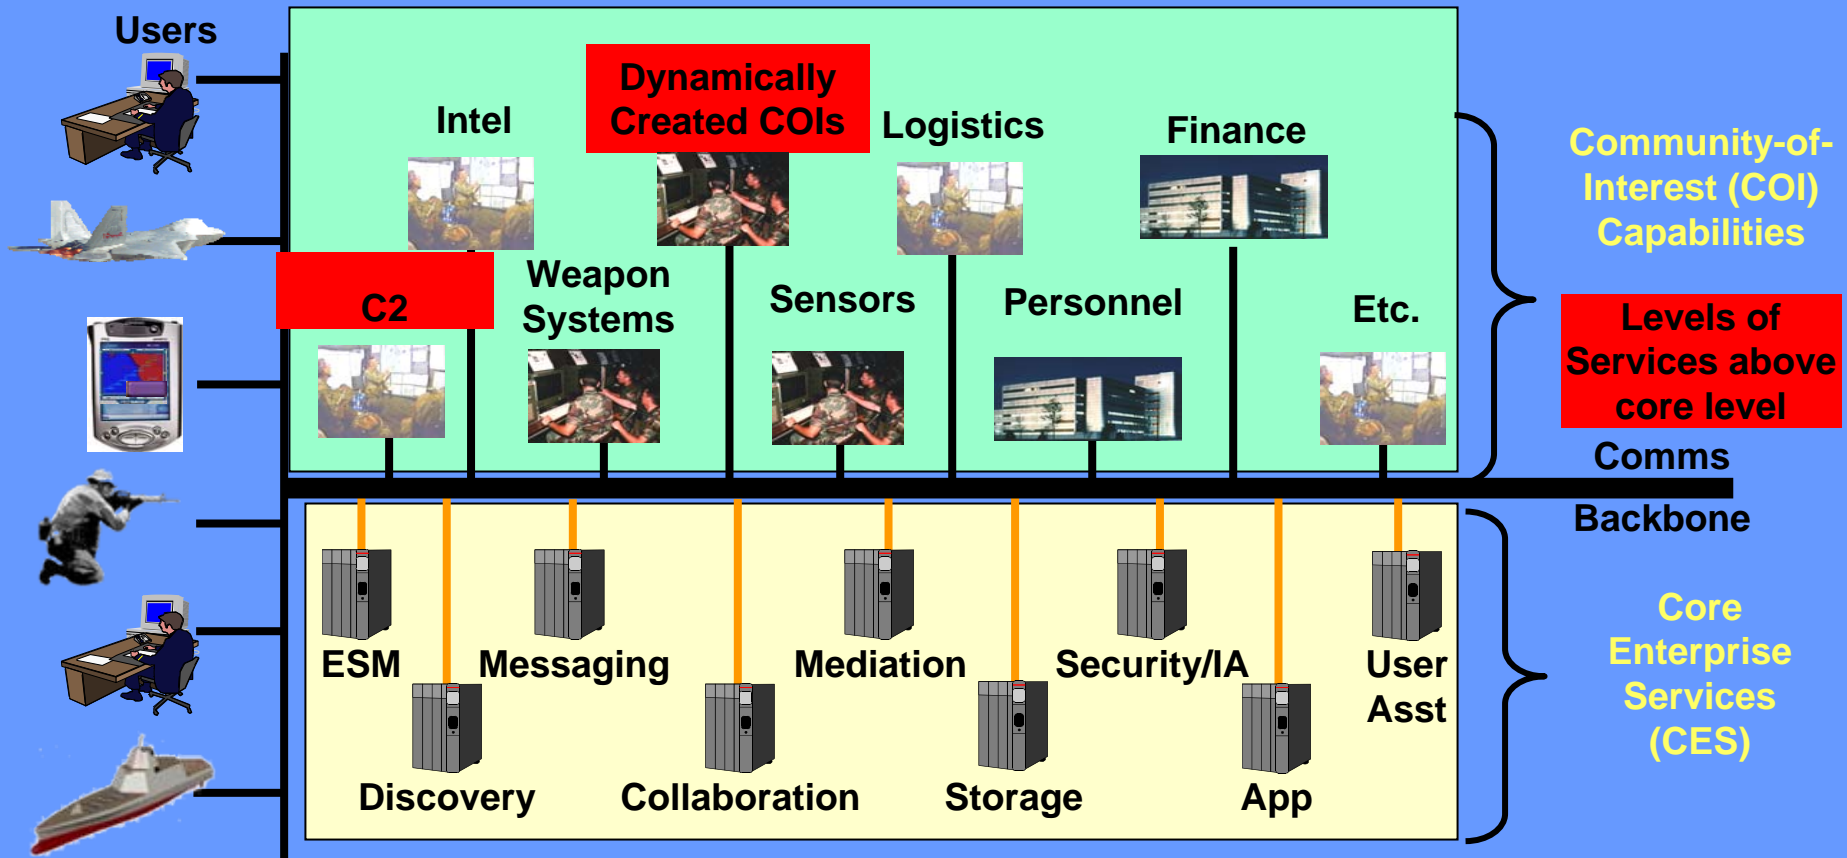 Users
Dynamically
Created COIs
Intel
Logistics
Finance
C2
Weapon
Systems
Sensors
Personnel
Etc.
Community-of-
Interest (COI)
Capabilities
Levels of
Services above
core level
Comms
Backbone
ESM
Messaging
Mediation
Security/IA
User
Asst
Discovery
Collaboration
Storage
App
Core
Enterprise
Services
(CES)